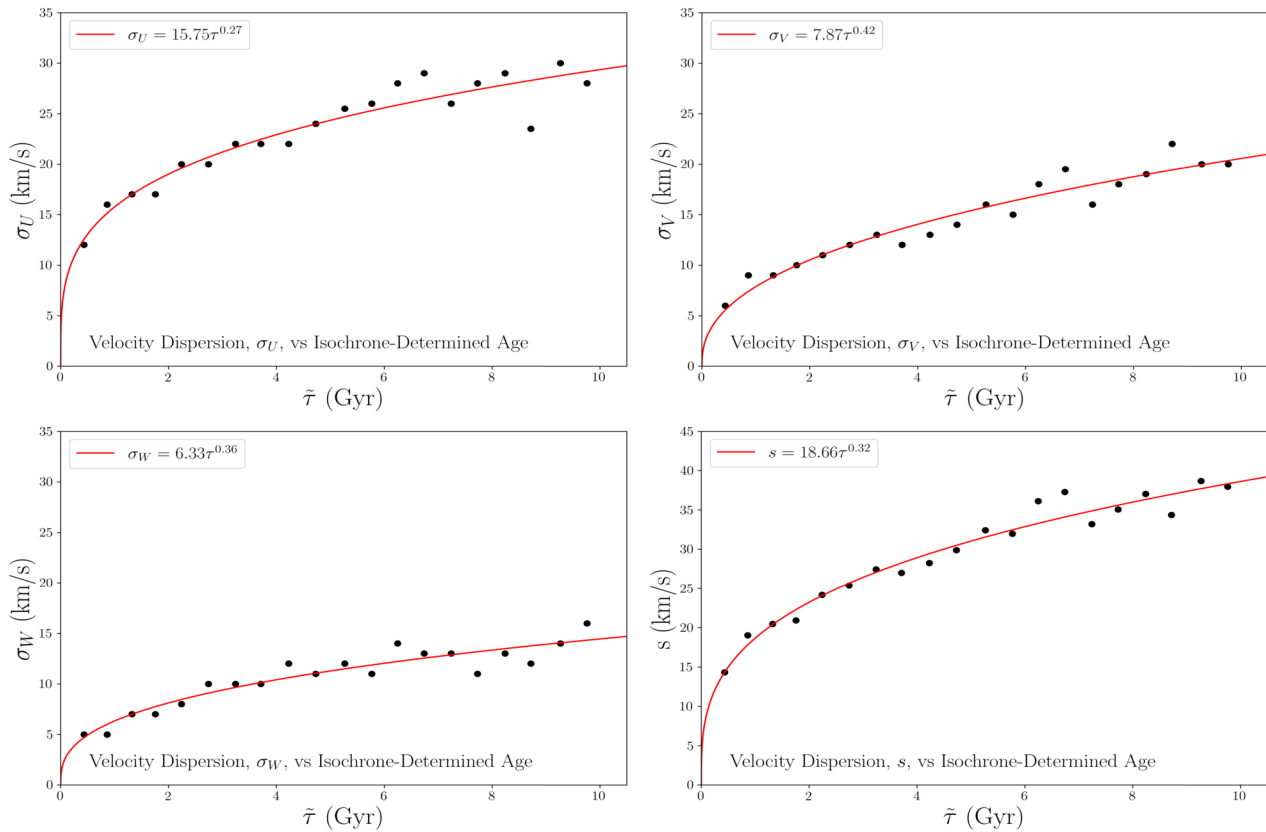 σ_U = 15.75τ^0.27
35
30
25
20
15
10
5
0
σ_U (km/s)
Velocity Dispersion, σ_U, vs Isochrone-Determined Age
0 2 4 6 8 10
τ̃ (Gyr)
σ_V = 7.87τ^0.42
35
30
25
20
15
10
5
0
σ_V (km/s)
Velocity Dispersion, σ_V, vs Isochrone-Determined Age
0 2 4 6 8 10
τ̃ (Gyr)
σ_W = 6.33τ^0.36
35
30
25
20
15
10
5
0
σ_W (km/s)
Velocity Dispersion, σ_W, vs Isochrone-Determined Age
0 2 4 6 8 10
τ̃ (Gyr)
s = 18.66τ^0.32
45
40
35
30
25
20
15
10
5
0
s (km/s)
Velocity Dispersion, s, vs Isochrone-Determined Age
0 2 4 6 8 10
τ̃ (Gyr)